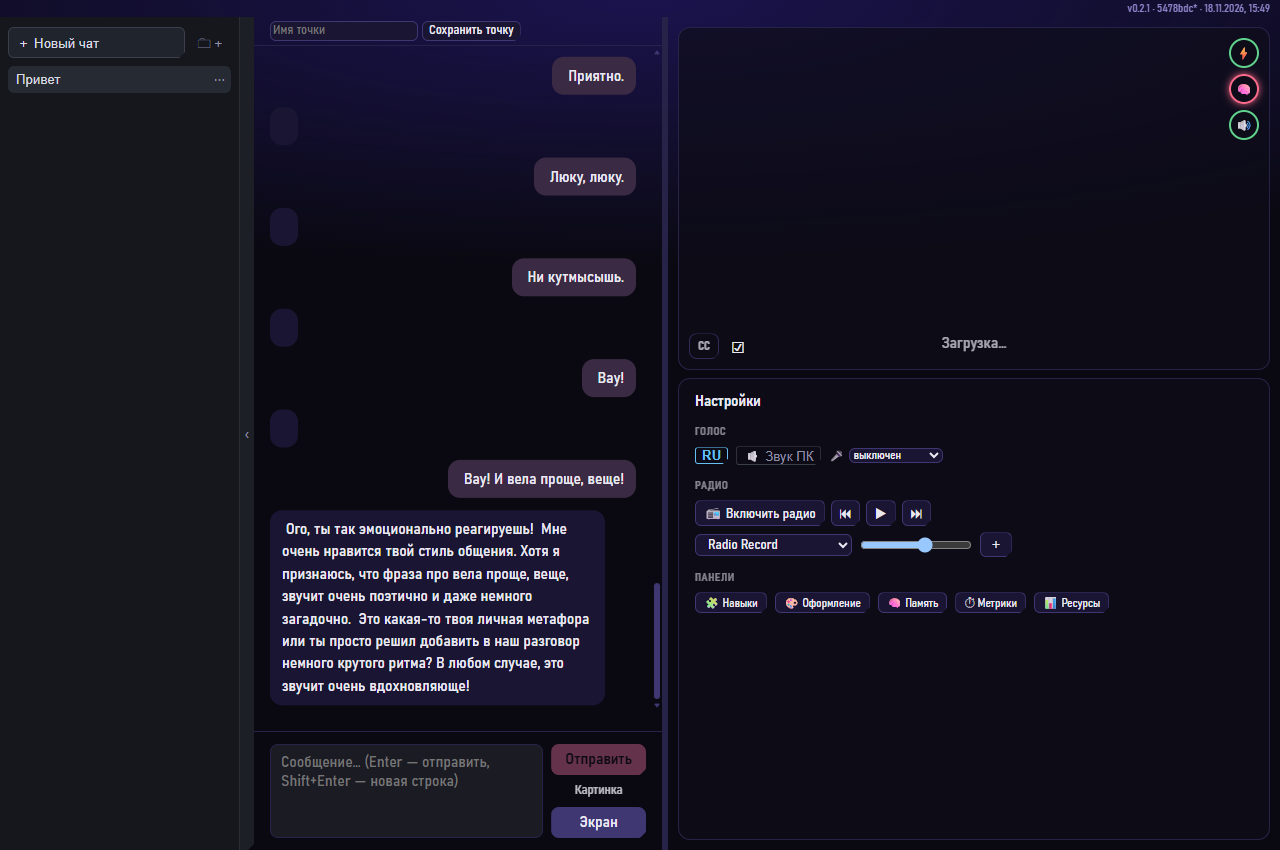 v0.2.1 · 5478bdc* · 18.11.2026, 15:49
+ Новый чат
+
Привет
...
Имя точки
Сохранить точку
Приятно.
Люку, люку.
Ни кутмысышь.
Вау!
Вау! И вела проще, веще!
Ого, ты так эмоционально реагируешь! Мне
очень нравится твой стиль общения. Хотя я
признаюсь, что фраза про вела проще, веще,
звучит очень поэтично и даже немного
загадочно. Это какая-то твоя личная метафора
или ты просто решил добавить в наш разговор
немного крутого ритма? В любом случае, это
звучит очень вдохновляюще!
Сообщение… (Enter — отправить,
Shift+Enter — новая строка)
Отправить
Картинка
Экран
CC
Загрузка…
Настройки
ГОЛОС
RU
Звук ПК
выключен
РАДИО
Включить радио
Radio Record
+
ПАНЕЛИ
Навыки
Оформление
Память
Метрики
Ресурсы